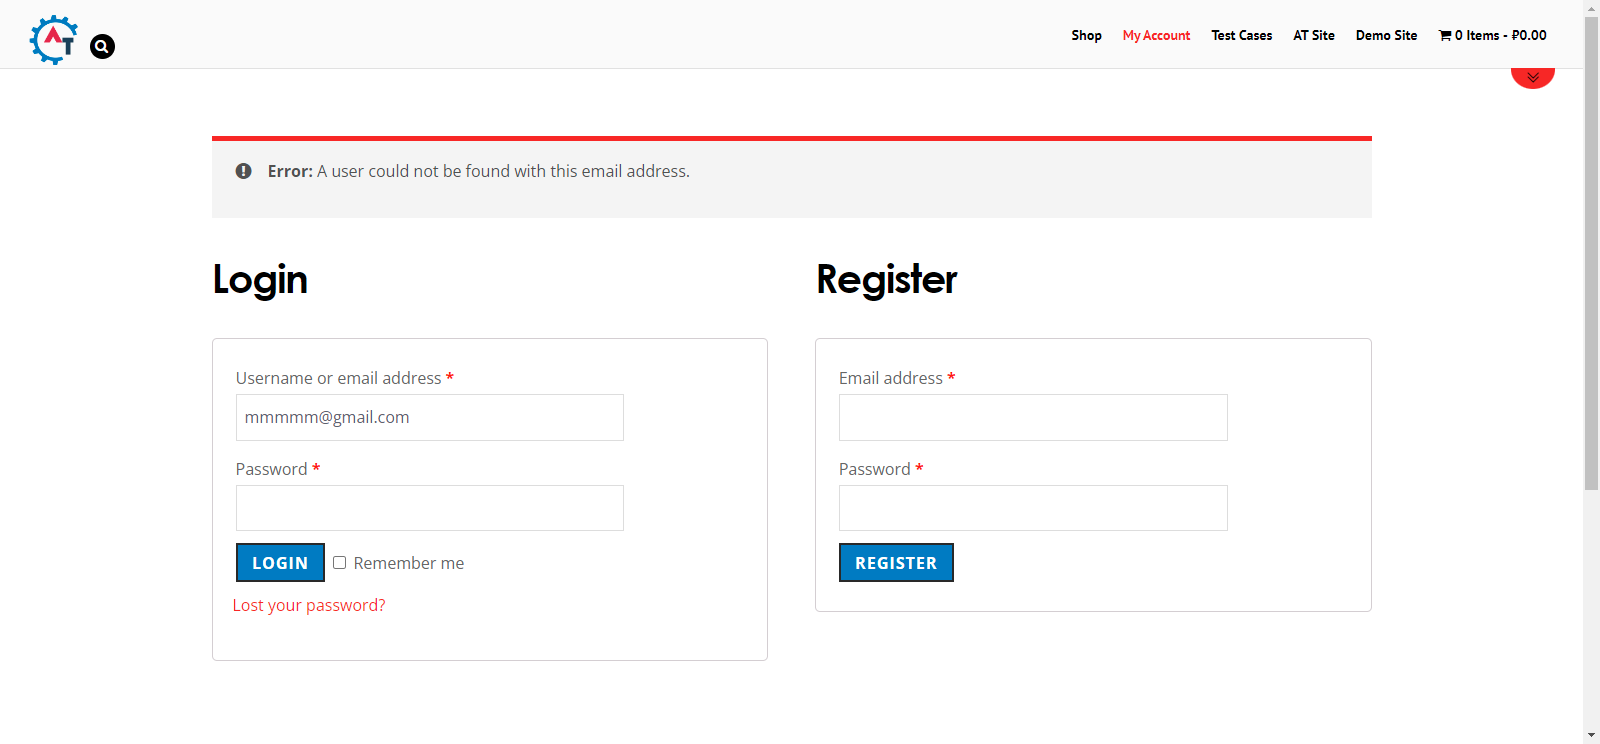 AT
Shop My Account Test Cases AT Site Demo Site 0 Items - ₽0.00
Error: A user could not be found with this email address.
Login
Register
Username or email address *
mmmmm@gmail.com
Password *
LOGIN Remember me
Lost your password?
Email address *
Password *
REGISTER